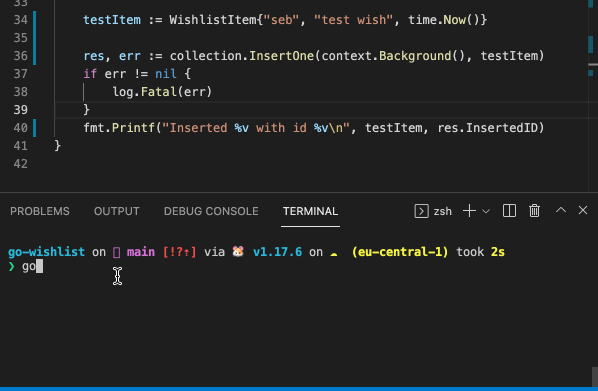 33
34 testItem := WishlistItem{"seb", "test wish", time.Now()}
35
36 res, err := collection.InsertOne(context.Background(), testItem)
37 if err != nil {
38 log.Fatal(err)
39 }
40 fmt.Printf("Inserted %v with id %v\n", testItem, res.InsertedID)
41 }
42
PROBLEMS OUTPUT DEBUG CONSOLE TERMINAL zsh
go-wishlist on main [!?↑] via 🐹 v1.17.6 on ☁ (eu-central-1) took 2s
❯ go